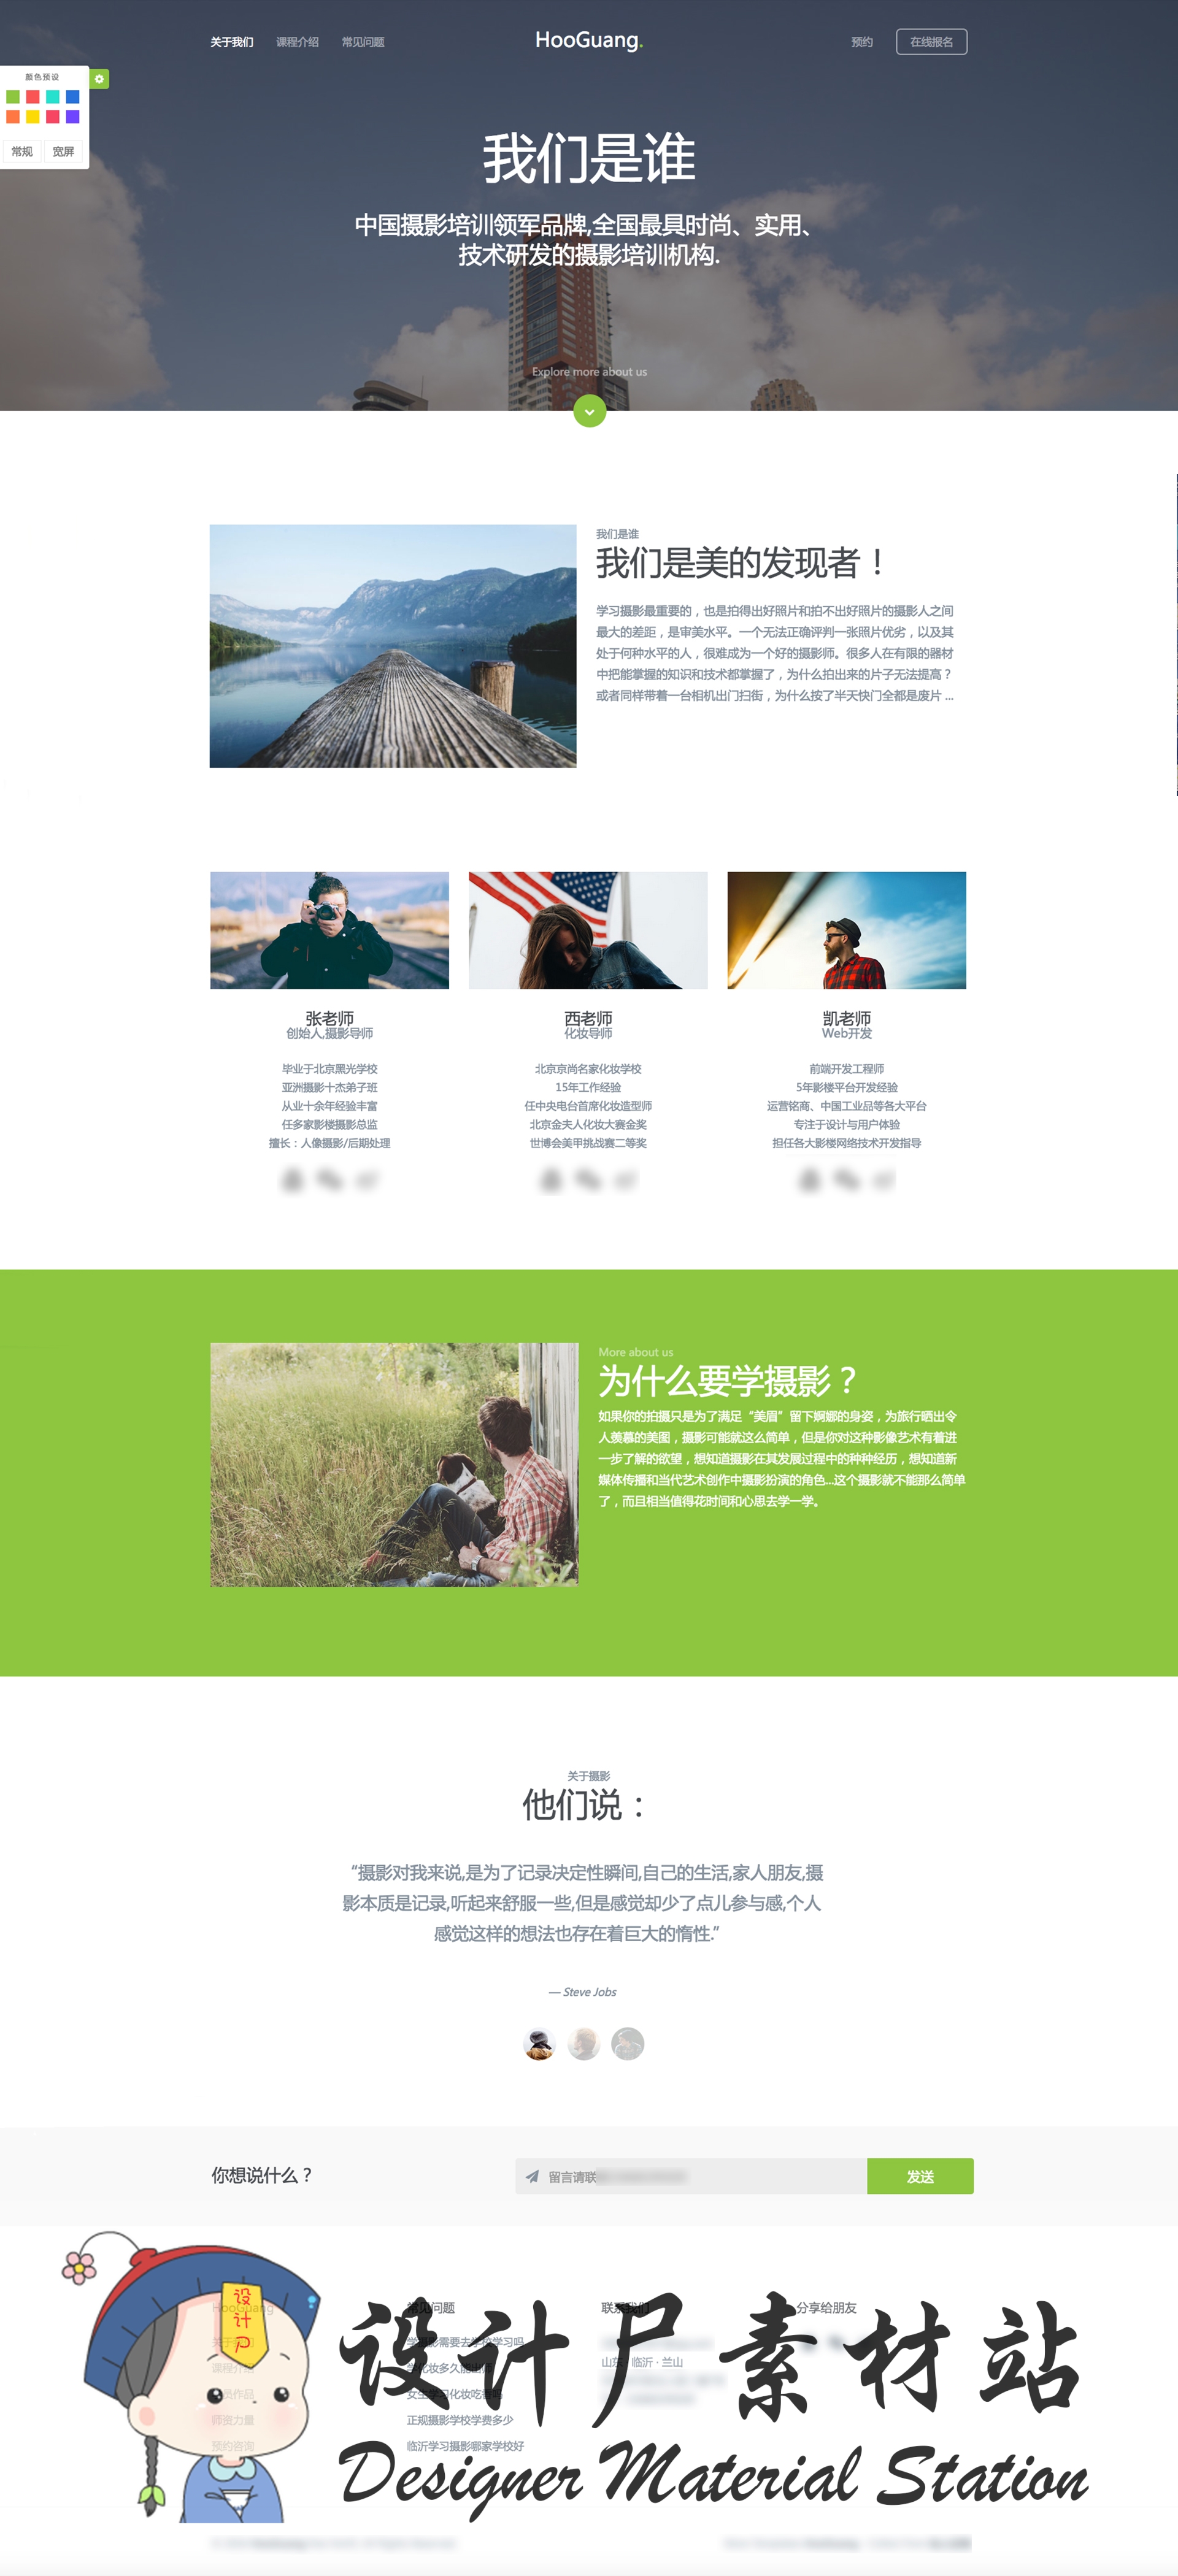 关于我们 课程介绍 常见问题 HooGuang. 预约 在线报名
颜色预设
常规 宽屏
我们是谁
中国摄影培训领军品牌,全国最具时尚、实用、
技术研发的摄影培训机构.
Explore more about us
我们是谁
我们是美的发现者！
学习摄影最重要的，也是拍得出好照片和拍不出好照片的摄影人之间
最大的差距，是审美水平。一个无法正确评判一张照片优劣，以及其
处于何种水平的人，很难成为一个好的摄影师。很多人在有限的器材
中把能掌握的知识和技术都掌握了，为什么拍出来的片子无法提高？
或者同样带着一台相机出门扫街，为什么按了半天快门全都是废片 ...
张老师
创始人,摄影导师
毕业于北京黑光学校
亚洲摄影十杰弟子班
从业十余年经验丰富
任多家影楼摄影总监
擅长：人像摄影/后期处理
西老师
化妆导师
北京京尚名家化妆学校
15年工作经验
任中央电台首席化妆造型师
北京金夫人化妆大赛金奖
世博会美甲挑战赛二等奖
凯老师
Web开发
前端开发工程师
5年影楼平台开发经验
运营铭商、中国工业品等各大平台
专注于设计与用户体验
担任各大影楼网络技术开发指导
More about us
为什么要学摄影？
如果你的拍摄只是为了满足“美眉”留下婀娜的身姿，为旅行晒出令
人羡慕的美图，摄影可能就这么简单，但是你对这种影像艺术有着进
一步了解的欲望，想知道摄影在其发展过程中的种种经历，想知道新
媒体传播和当代艺术创作中摄影扮演的角色...这个摄影就不能那么简单
了，而且相当值得花时间和心思去学一学。
关于摄影
他们说：
“摄影对我来说,是为了记录决定性瞬间,自己的生活,家人朋友,摄
影本质是记录,听起来舒服一些,但是感觉却少了点儿参与感,个人
感觉这样的想法也存在着巨大的惰性.”
— Steve Jobs
你想说什么？ 留言请联 发送
HooGuang
课程介绍
师资力量
预约咨询
常见问题
学摄影需要去学校学习吗
正规摄影学校学费多少
临沂学习摄影哪家学校好
联系我们
山东 · 临沂 · 兰山
分享给朋友
设计尸
设计尸素材站
Designer Material Station